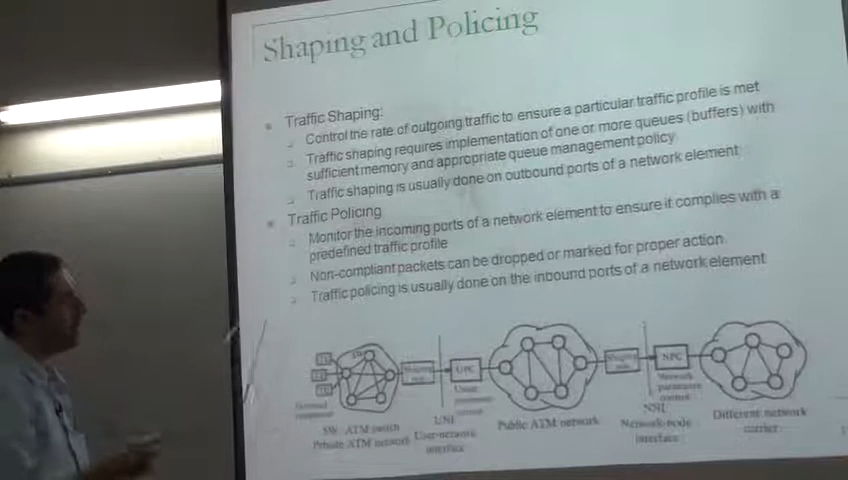 Shaping and Policing
Traffic Shaping:
Control the rate of outgoing traffic to ensure a particular traffic profile is met
Traffic shaping requires implementation of one or more queues (buffers) with
sufficient memory and appropriate queue management policy
Traffic shaping is usually done on outbound ports of a network element
Traffic Policing
Monitor the incoming ports of a network element to ensure it complies with a
predefined traffic profile
Non-compliant packets can be dropped or marked for proper action
Traffic policing is usually done on the inbound ports of a network element
UPC
NPC
Network
parameter
control
UNI
User-network
interface
NNI
Network-node
interface
SW: ATM switch
Private ATM network
Public ATM network
Different network
carrier